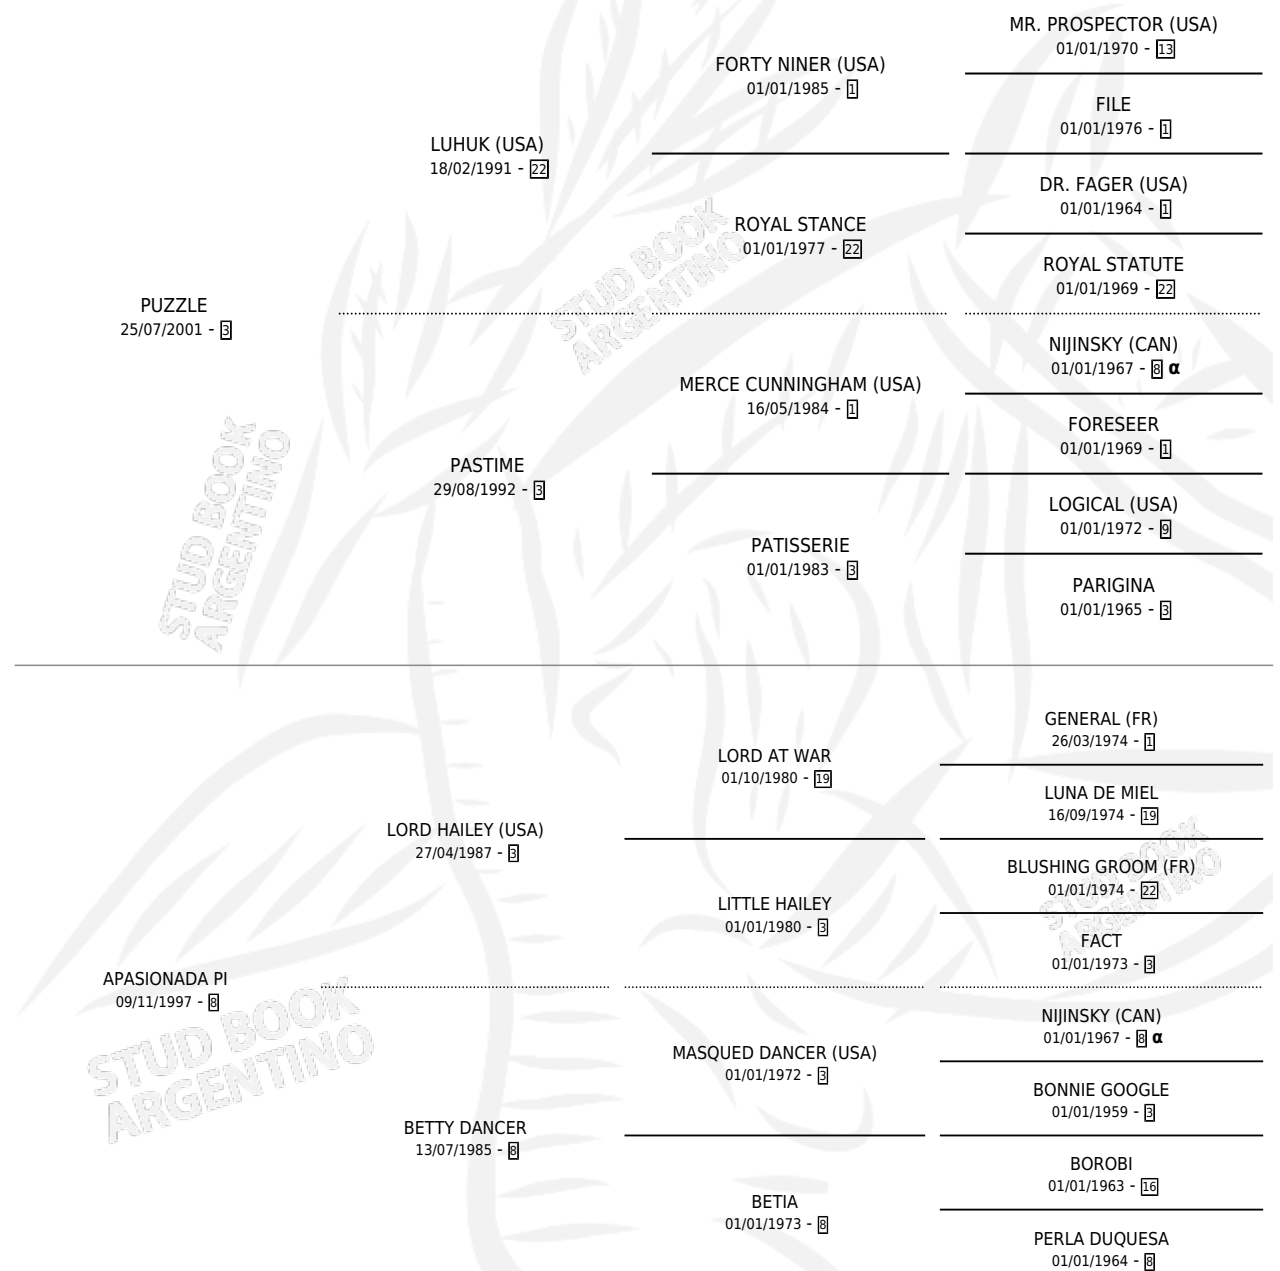 MR. PROSPECTOR (USA)
01/01/1970 - 13
FORTY NINER (USA)
01/01/1985 - 1
FILE
01/01/1976 - 1
LUHUK (USA)
18/02/1991 - 22
DR. FAGER (USA)
01/01/1964 - 1
ROYAL STANCE
01/01/1977 - 22
ROYAL STATUTE
01/01/1969 - 22
PUZZLE
25/07/2001 - 3
NIJINSKY (CAN)
01/01/1967 - 8 α
MERCE CUNNINGHAM (USA)
16/05/1984 - 1
FORESEER
01/01/1969 - 1
PASTIME
29/08/1992 - 3
LOGICAL (USA)
01/01/1972 - 9
PATISSERIE
01/01/1983 - 3
PARIGINA
01/01/1965 - 3
GENERAL (FR)
26/03/1974 - 1
LORD AT WAR
01/10/1980 - 19
LUNA DE MIEL
16/09/1974 - 19
LORD HAILEY (USA)
27/04/1987 - 3
BLUSHING GROOM (FR)
01/01/1974 - 22
LITTLE HAILEY
01/01/1980 - 3
FACT
01/01/1973 - 3
APASIONADA PI
09/11/1997 - 8
NIJINSKY (CAN)
01/01/1967 - 8 α
MASQUED DANCER (USA)
01/01/1972 - 3
BONNIE GOOGLE
01/01/1959 - 3
BETTY DANCER
13/07/1985 - 8
BOROBI
01/01/1963 - 16
BETIA
01/01/1973 - 8
PERLA DUQUESA
01/01/1964 - 8
STUD BOOK
ARGENTINO
STUD BOOK
ARGENTINO
STUD BOOK
ARGENTINO
STUD BOOK
ARGENTINO